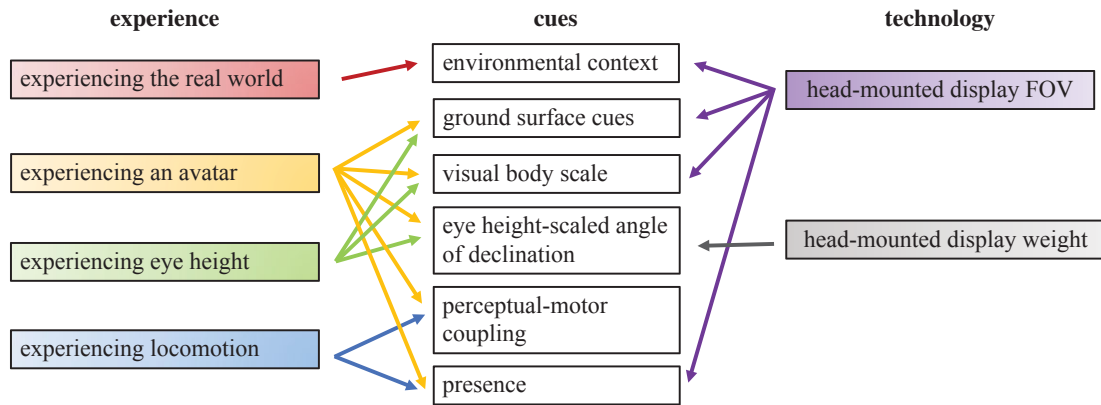 experience
cues
technology
experiencing the real world
experiencing an avatar
experiencing eye height
experiencing locomotion
environmental context
ground surface cues
visual body scale
eye height-scaled angle
of declination
perceptual-motor
coupling
presence
head-mounted display FOV
head-mounted display weight